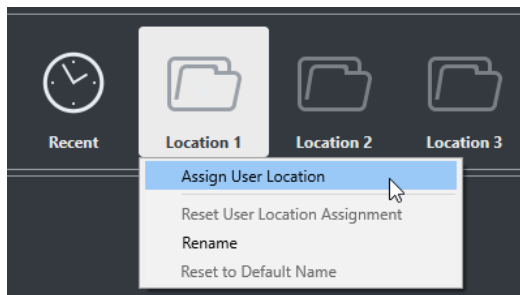 Recent Location 1 Location 2 Location 3
Assign User Location
Reset User Location Assignment
Rename
Reset to Default Name